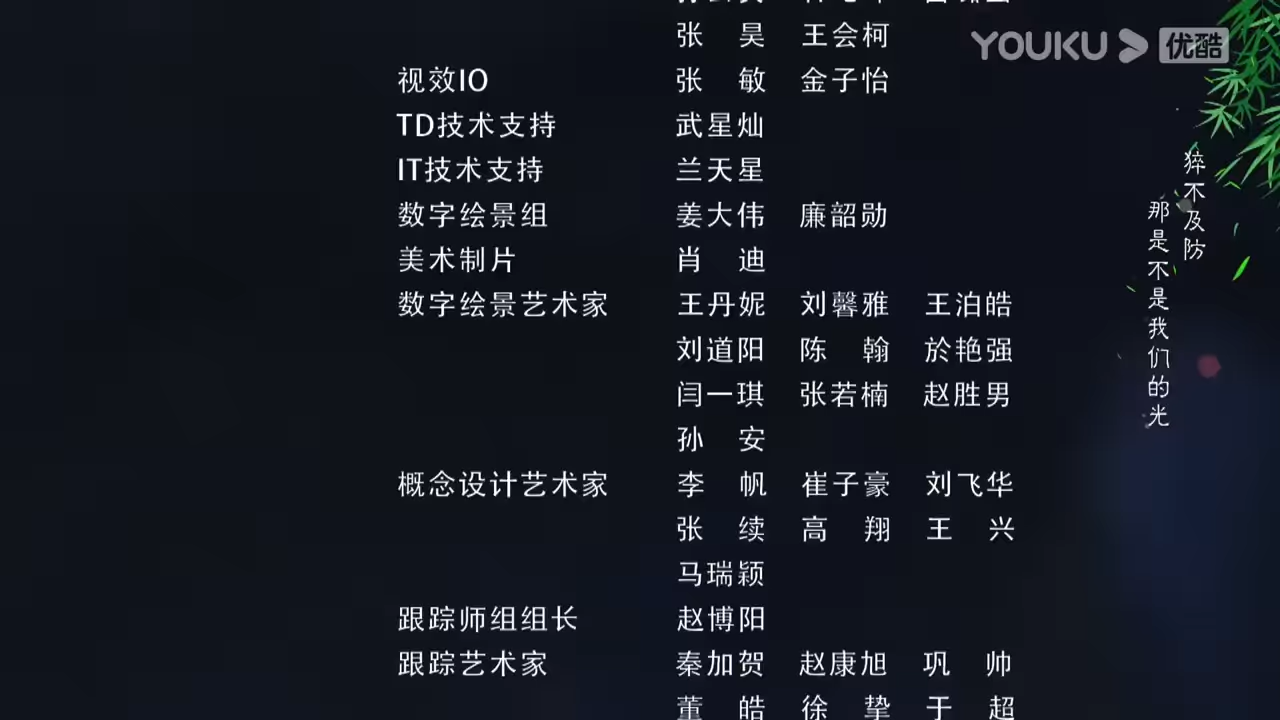 张 昊 王会柯
YOUKU 优酷
视效IO 张 敏 金子怡
TD技术支持 武星灿
IT技术支持 兰天星
数字绘景组 姜大伟 廉韶勋
美术制片 肖 迪
数字绘景艺术家 王丹妮 刘馨雅 王泊皓
刘道阳 陈 翰 於艳强
闫一琪 张若楠 赵胜男
孙 安
概念设计艺术家 李 帆 崔子豪 刘飞华
张 续 高 翔 王 兴
马瑞颖
跟踪师组组长 赵博阳
跟踪艺术家 秦加贺 赵康旭 巩 帅
董 皓 徐 挚 于 超
猝不及防
那是不是我们的光